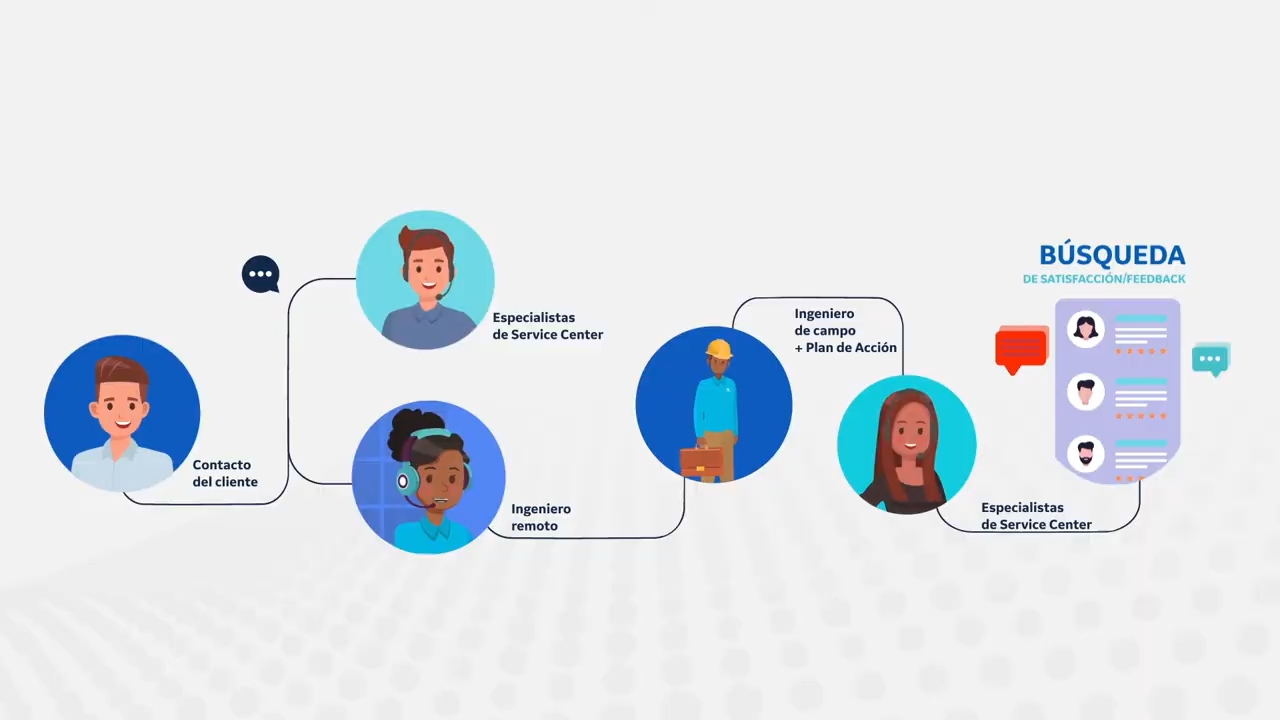 Contacto
del cliente
Especialistas
de Service Center
Ingeniero
remoto
Ingeniero
de campo
+ Plan de Acción
Especialistas
de Service Center
BÚSQUEDA
DE SATISFACCIÓN/FEEDBACK